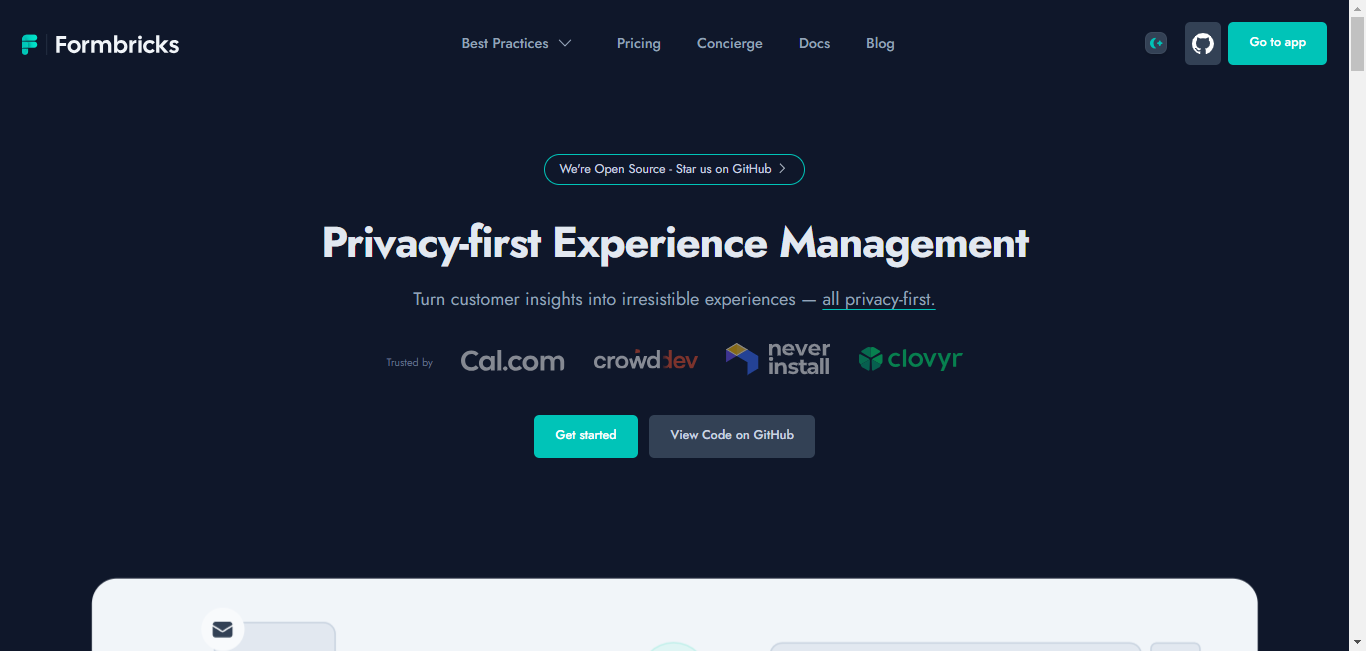 Formbricks
Best Practices
Pricing
Concierge
Docs
Blog
Go to app
We're Open Source - Star us on GitHub
Privacy-first Experience Management
Turn customer insights into irresistible experiences — all privacy-first.
Trusted by
Cal.com
crowddev
never
install
clovyr
Get started
View Code on GitHub